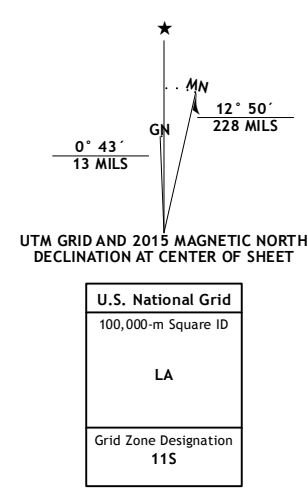 ★
MN
GN
12° 50´
228 MILS
0° 43´
13 MILS
UTM GRID AND 2015 MAGNETIC NORTH
DECLINATION AT CENTER OF SHEET
U.S. National Grid
100,000-m Square ID
LA
Grid Zone Designation
11S